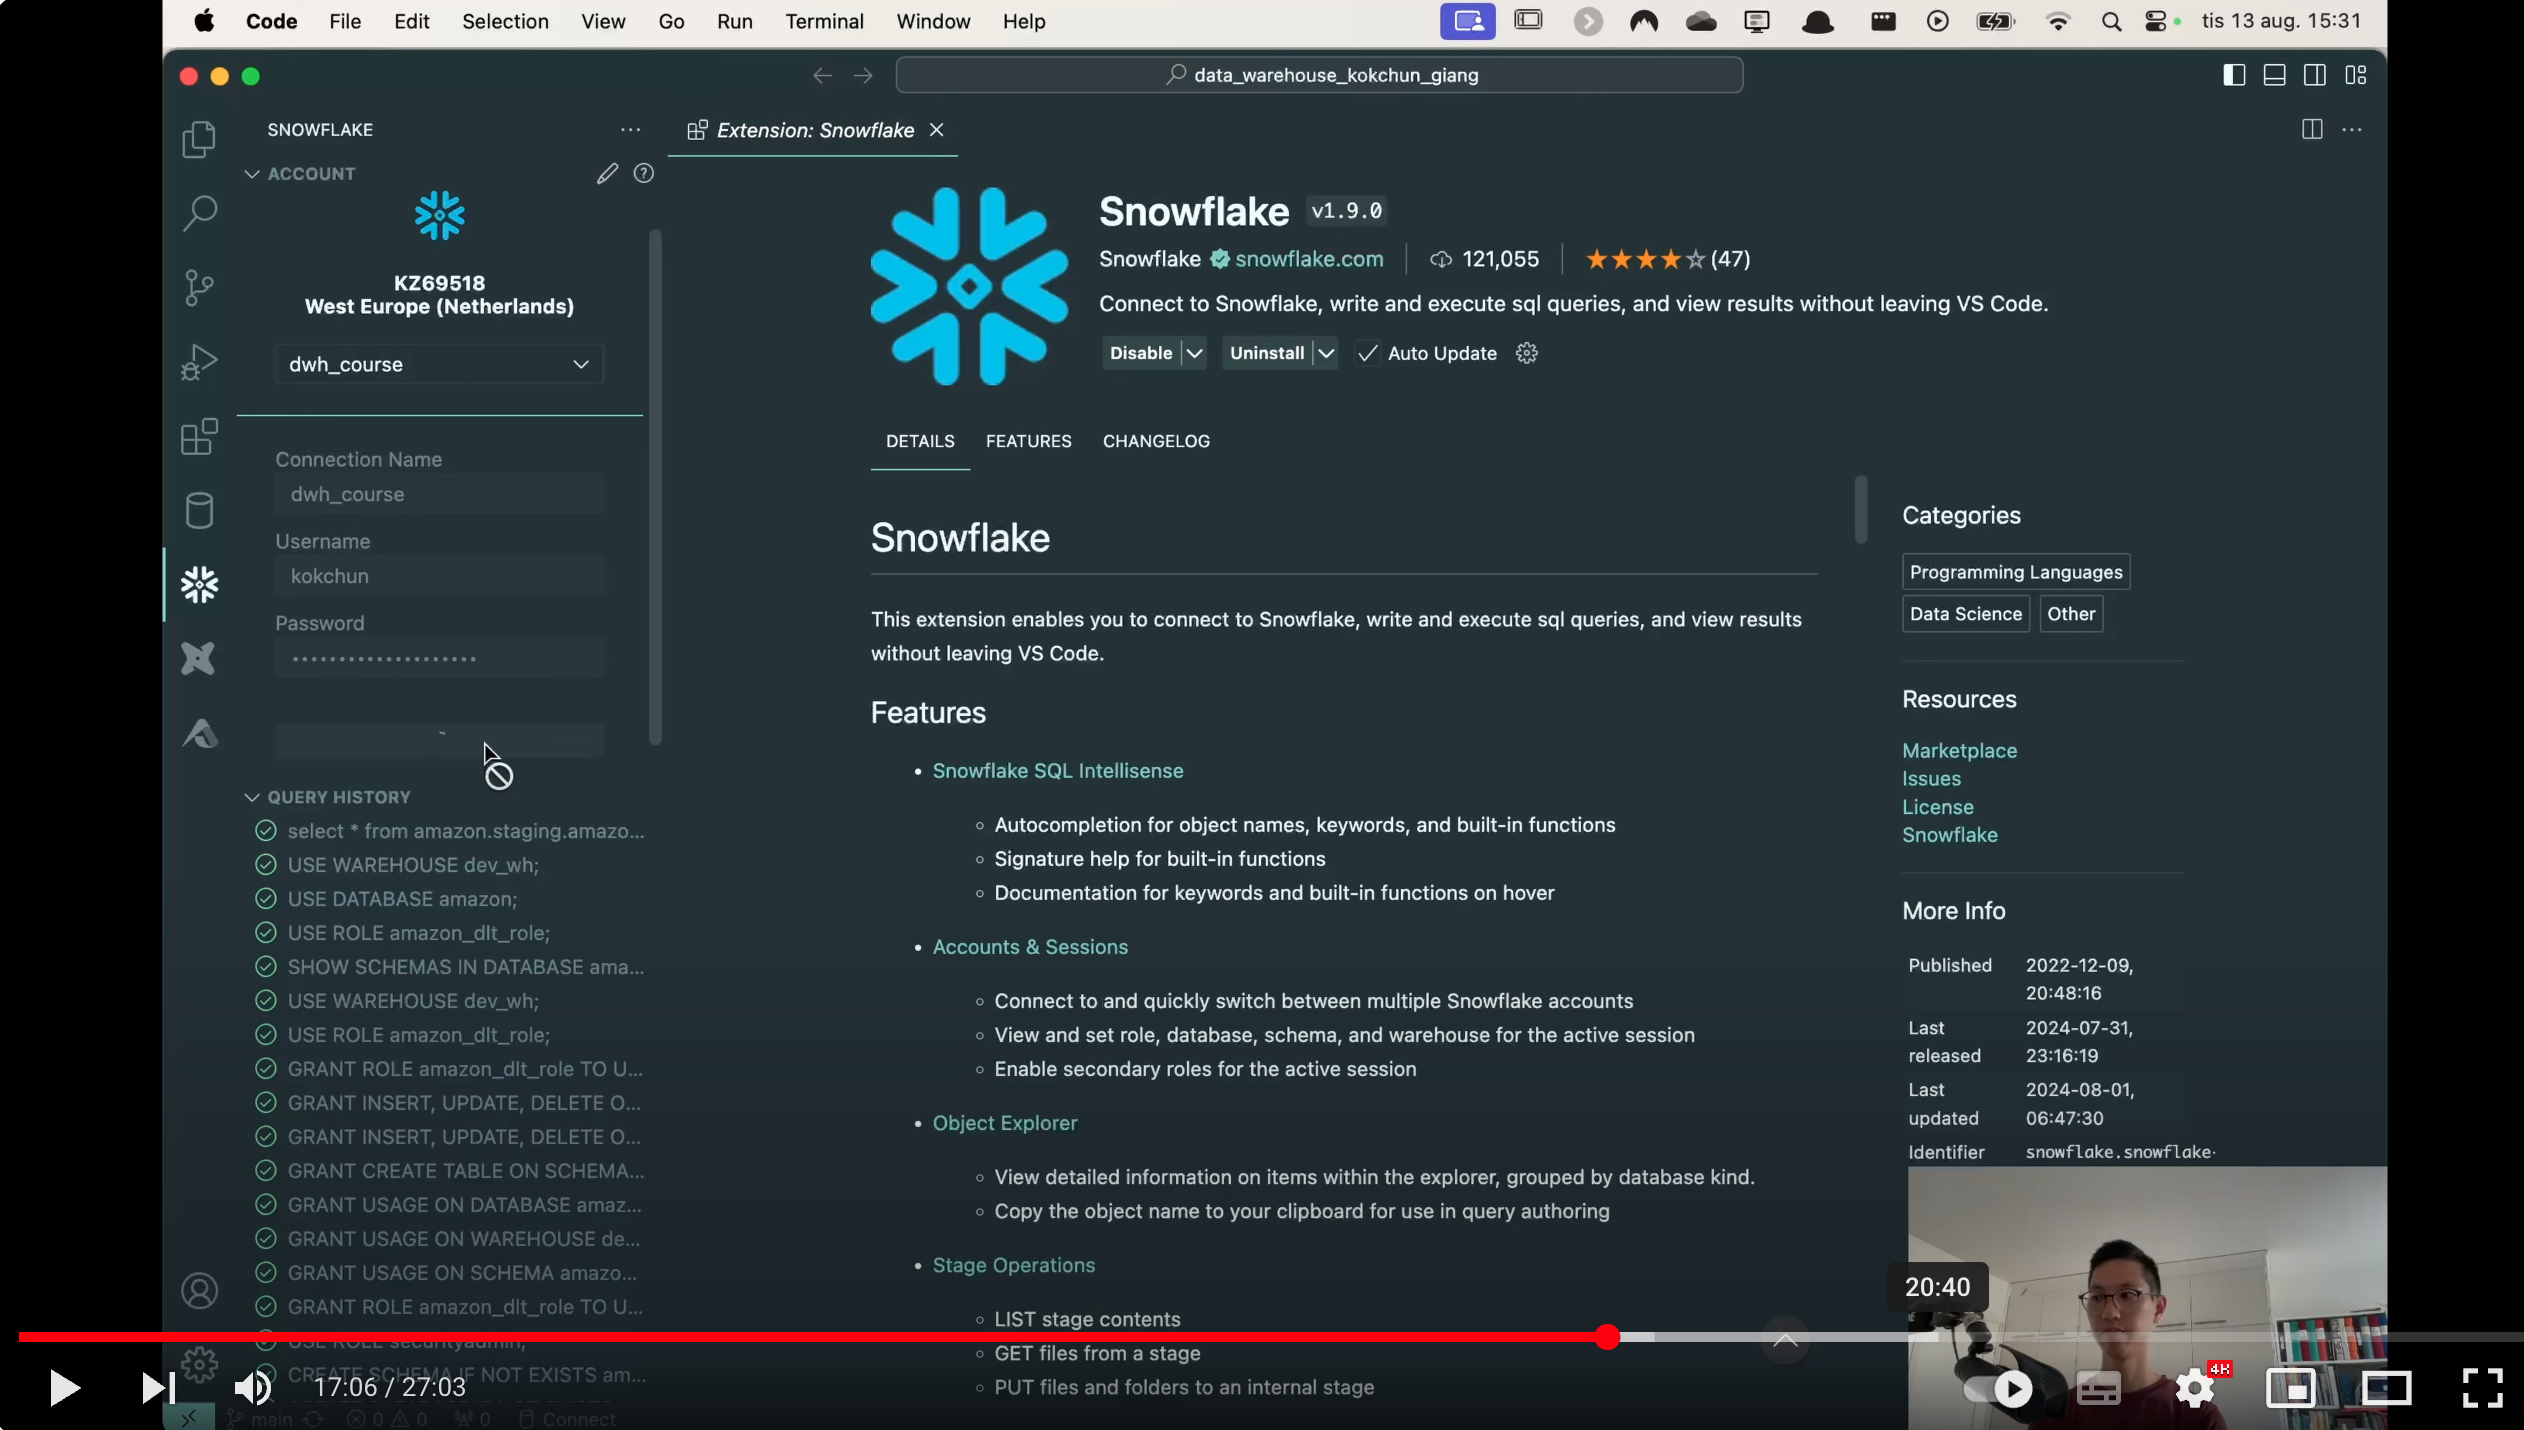 Code File Edit Selection View Go Run Terminal Window Help tis 13 aug. 15:31
data_warehouse_kokchun_giang
SNOWFLAKE
ACCOUNT
KZ69518
West Europe (Netherlands)
dwh_course
Connection Name
dwh_course
Username
kokchun
Password
••••••••••••••••••••
QUERY HISTORY
select * from amazon.staging.amazo...
USE WAREHOUSE dev_wh;
USE DATABASE amazon;
USE ROLE amazon_dlt_role;
SHOW SCHEMAS IN DATABASE ama...
USE WAREHOUSE dev_wh;
USE ROLE amazon_dlt_role;
GRANT ROLE amazon_dlt_role TO U...
GRANT INSERT, UPDATE, DELETE O...
GRANT INSERT, UPDATE, DELETE O...
GRANT CREATE TABLE ON SCHEMA...
GRANT USAGE ON DATABASE amaz...
GRANT USAGE ON WAREHOUSE de...
GRANT USAGE ON SCHEMA amazo...
GRANT ROLE amazon_dlt_role TO U...
USE ROLE securityadmin;
CREATE SCHEMA IF NOT EXISTS am...
Extension: Snowflake
Snowflake v1.9.0
Snowflake snowflake.com 121,055 (47)
Connect to Snowflake, write and execute sql queries, and view results without leaving VS Code.
Disable Uninstall Auto Update
DETAILS FEATURES CHANGELOG
Snowflake
This extension enables you to connect to Snowflake, write and execute sql queries, and view results
without leaving VS Code.
Features
• Snowflake SQL Intellisense
◦ Autocompletion for object names, keywords, and built-in functions
◦ Signature help for built-in functions
◦ Documentation for keywords and built-in functions on hover
• Accounts & Sessions
◦ Connect to and quickly switch between multiple Snowflake accounts
◦ View and set role, database, schema, and warehouse for the active session
◦ Enable secondary roles for the active session
• Object Explorer
◦ View detailed information on items within the explorer, grouped by database kind.
◦ Copy the object name to your clipboard for use in query authoring
• Stage Operations
◦ LIST stage contents
◦ GET files from a stage
◦ PUT files and folders to an internal stage
Categories
Programming Languages
Data Science Other
Resources
Marketplace
Issues
License
Snowflake
More Info
Published 2022-12-09,
20:48:16
Last 2024-07-31,
released 23:16:19
Last 2024-08-01,
updated 06:47:30
Identifier snowflake.snowflake-
20:40
17:06 / 27:03
4K
main 0 0 0 Connect